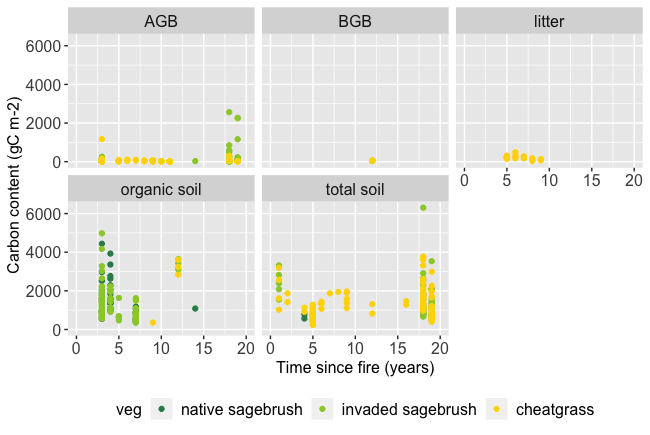 AGB BGB litter
6000
4000
2000
0
0 5 10 15 20
organic soil total soil
6000
4000
2000
0
0 5 10 15 20 0 5 10 15 20
Carbon content (gC m-2)
Time since fire (years)
veg native sagebrush invaded sagebrush cheatgrass